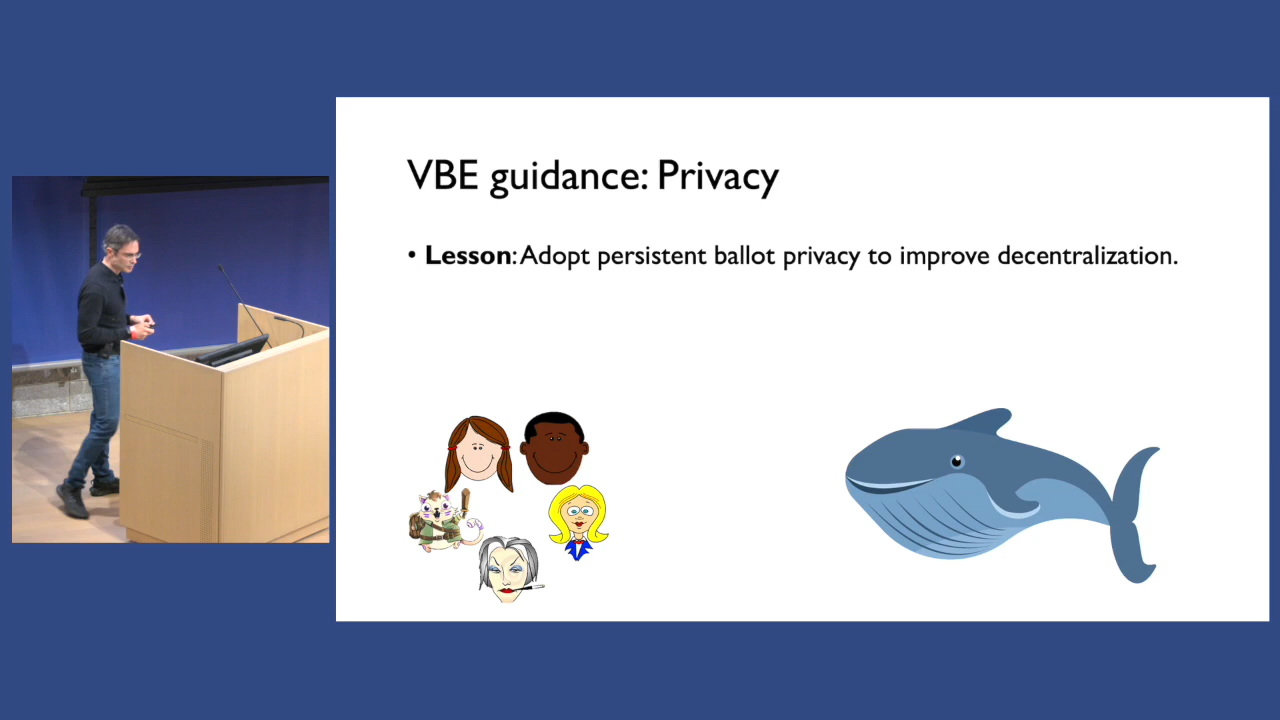 VBE guidance: Privacy
• Lesson: Adopt persistent ballot privacy to improve decentralization.